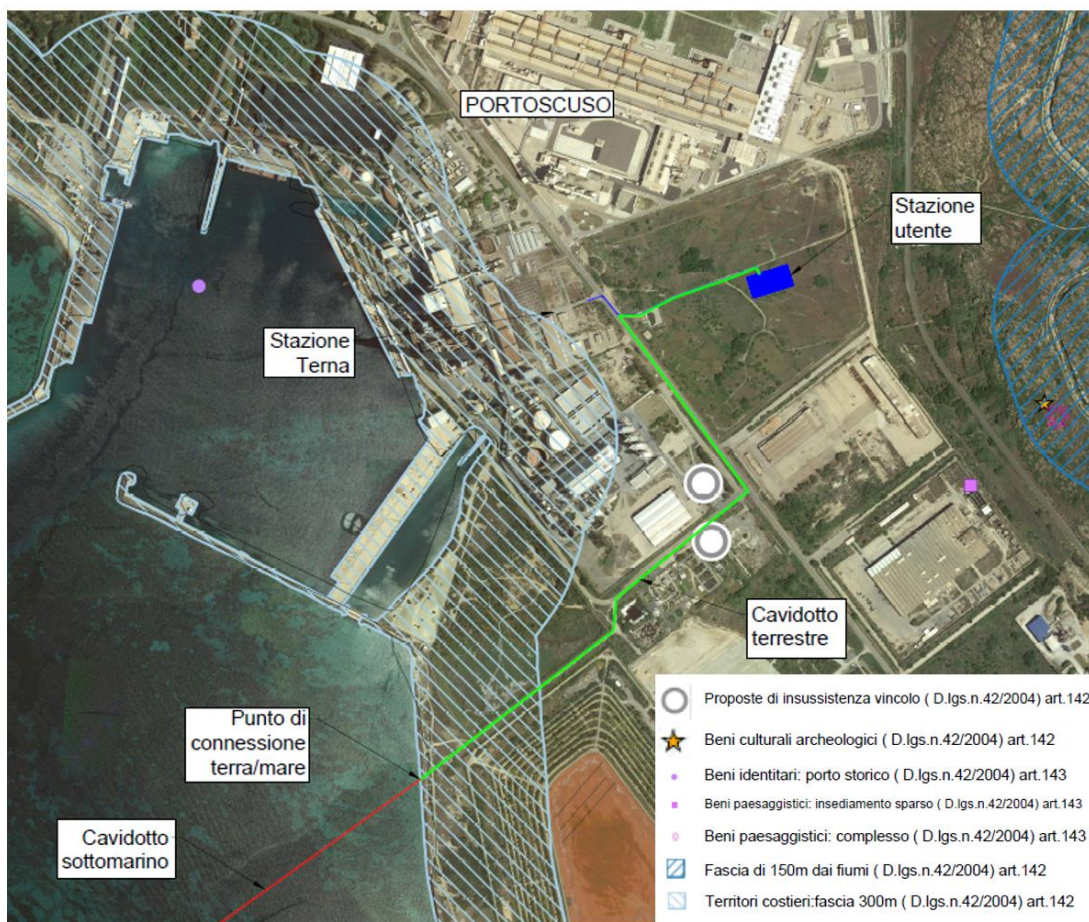 PORTOSCUSO
Stazione
utente
Stazione
Terna
Cavidotto
terrestre
Punto di
connessione
terra/mare
Cavidotto
sottomarino
Proposte di insussistenza vincolo ( D.lgs.n.42/2004) art.142
Beni culturali archeologici ( D.lgs.n.42/2004) art.142
Beni identitari: porto storico ( D.lgs.n.42/2004) art.143
Beni paesaggistici: insediamento sparso ( D.lgs.n.42/2004) art.143
Beni paesaggistici: complesso ( D.lgs.n.42/2004) art.143
Fascia di 150m dai fiumi ( D.lgs.n.42/2004) art.142
Territori costieri:fascia 300m ( D.lgs.n.42/2004) art.142